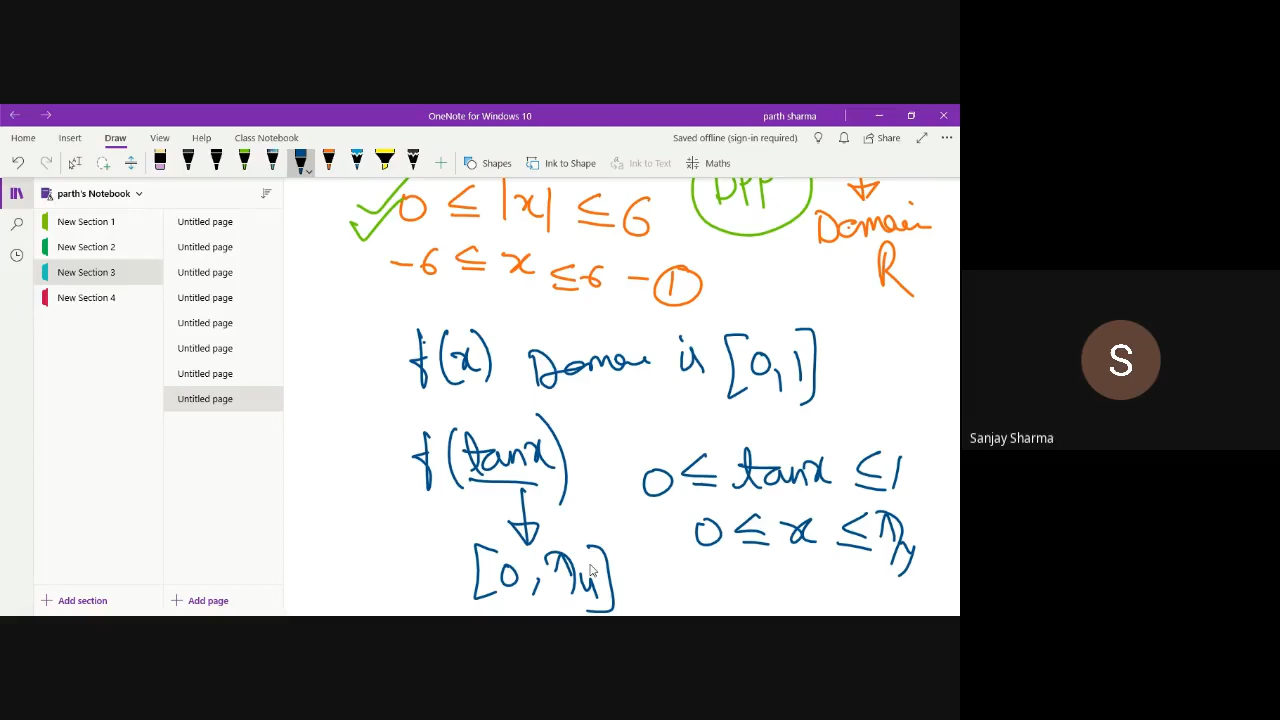 OneNote for Windows 10
parth sharma
Home Insert Draw View Help Class Notebook
Saved offline (sign-in required) Share
Shapes Ink to Shape Ink to Text Maths
parth's Notebook
New Section 1
New Section 2
New Section 3
New Section 4
Untitled page
Untitled page
Untitled page
Untitled page
Untitled page
Untitled page
Untitled page
Untitled page
+ Add section
+ Add page
0 ≤ |x| ≤ 6
DPP
Domain
R
-6 ≤ x ≤ 6 - ①
f(x) Domain is [0, 1]
f(tanx) 0 ≤ tanx ≤ 1
0 ≤ x ≤ π/4
[0, π/4]
S
Sanjay Sharma